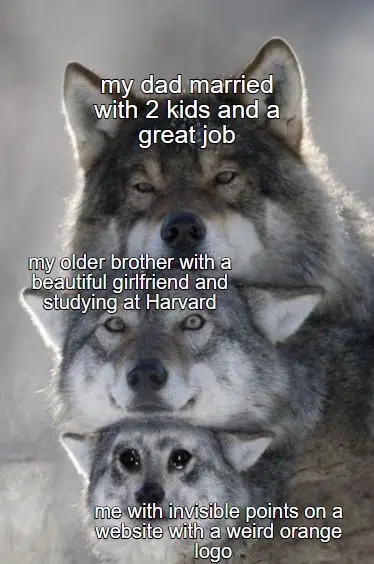 my dad married
with 2 kids and a
great job
my older brother with a
beautiful girlfriend and
studying at Harvard
me with invisible points on a
website with a weird orange
logo